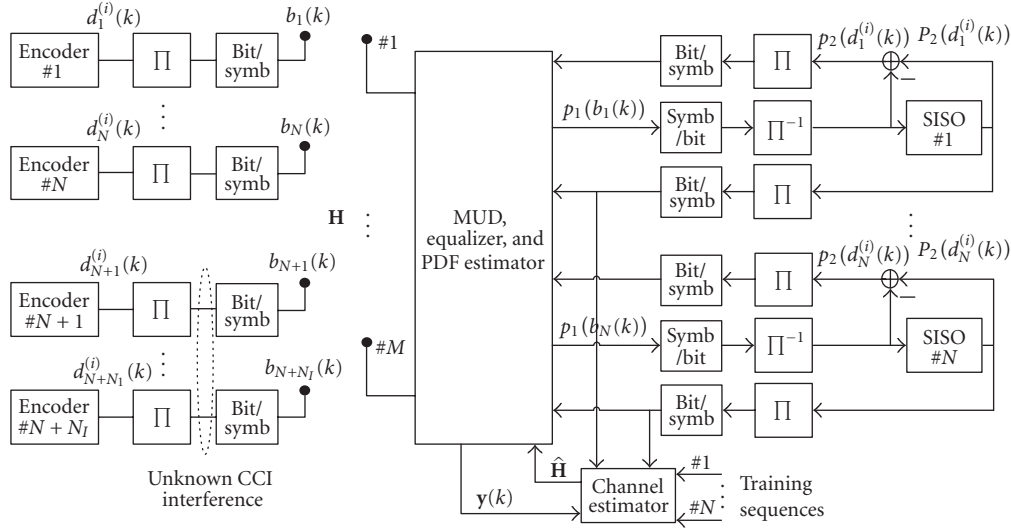 d_1^{(i)}(k)
b_1(k)
Encoder
#1
∏
Bit/
symb
d_N^{(i)}(k)
b_N(k)
Encoder
#N
∏
Bit/
symb
d_{N+1}^{(i)}(k)
b_{N+1}(k)
Encoder
#N + 1
∏
Bit/
symb
d_{N+N_1}^{(i)}(k)
b_{N+N_I}(k)
Encoder
#N + N_I
∏
Bit/
symb
Unknown CCI
interference
H
#1
#M
MUD,
equalizer, and
PDF estimator
Bit/
symb
∏
p_2(d_1^{(i)}(k))
P_2(d_1^{(i)}(k))
p_1(b_1(k))
Symb
/bit
∏^{-1}
SISO
#1
Bit/
symb
∏
Bit/
symb
∏
p_2(d_N^{(i)}(k))
P_2(d_N^{(i)}(k))
p_1(b_N(k))
Symb
/bit
∏^{-1}
SISO
#N
Bit/
symb
∏
y(k)
Ĥ
Channel
estimator
#1
#N
Training
sequences